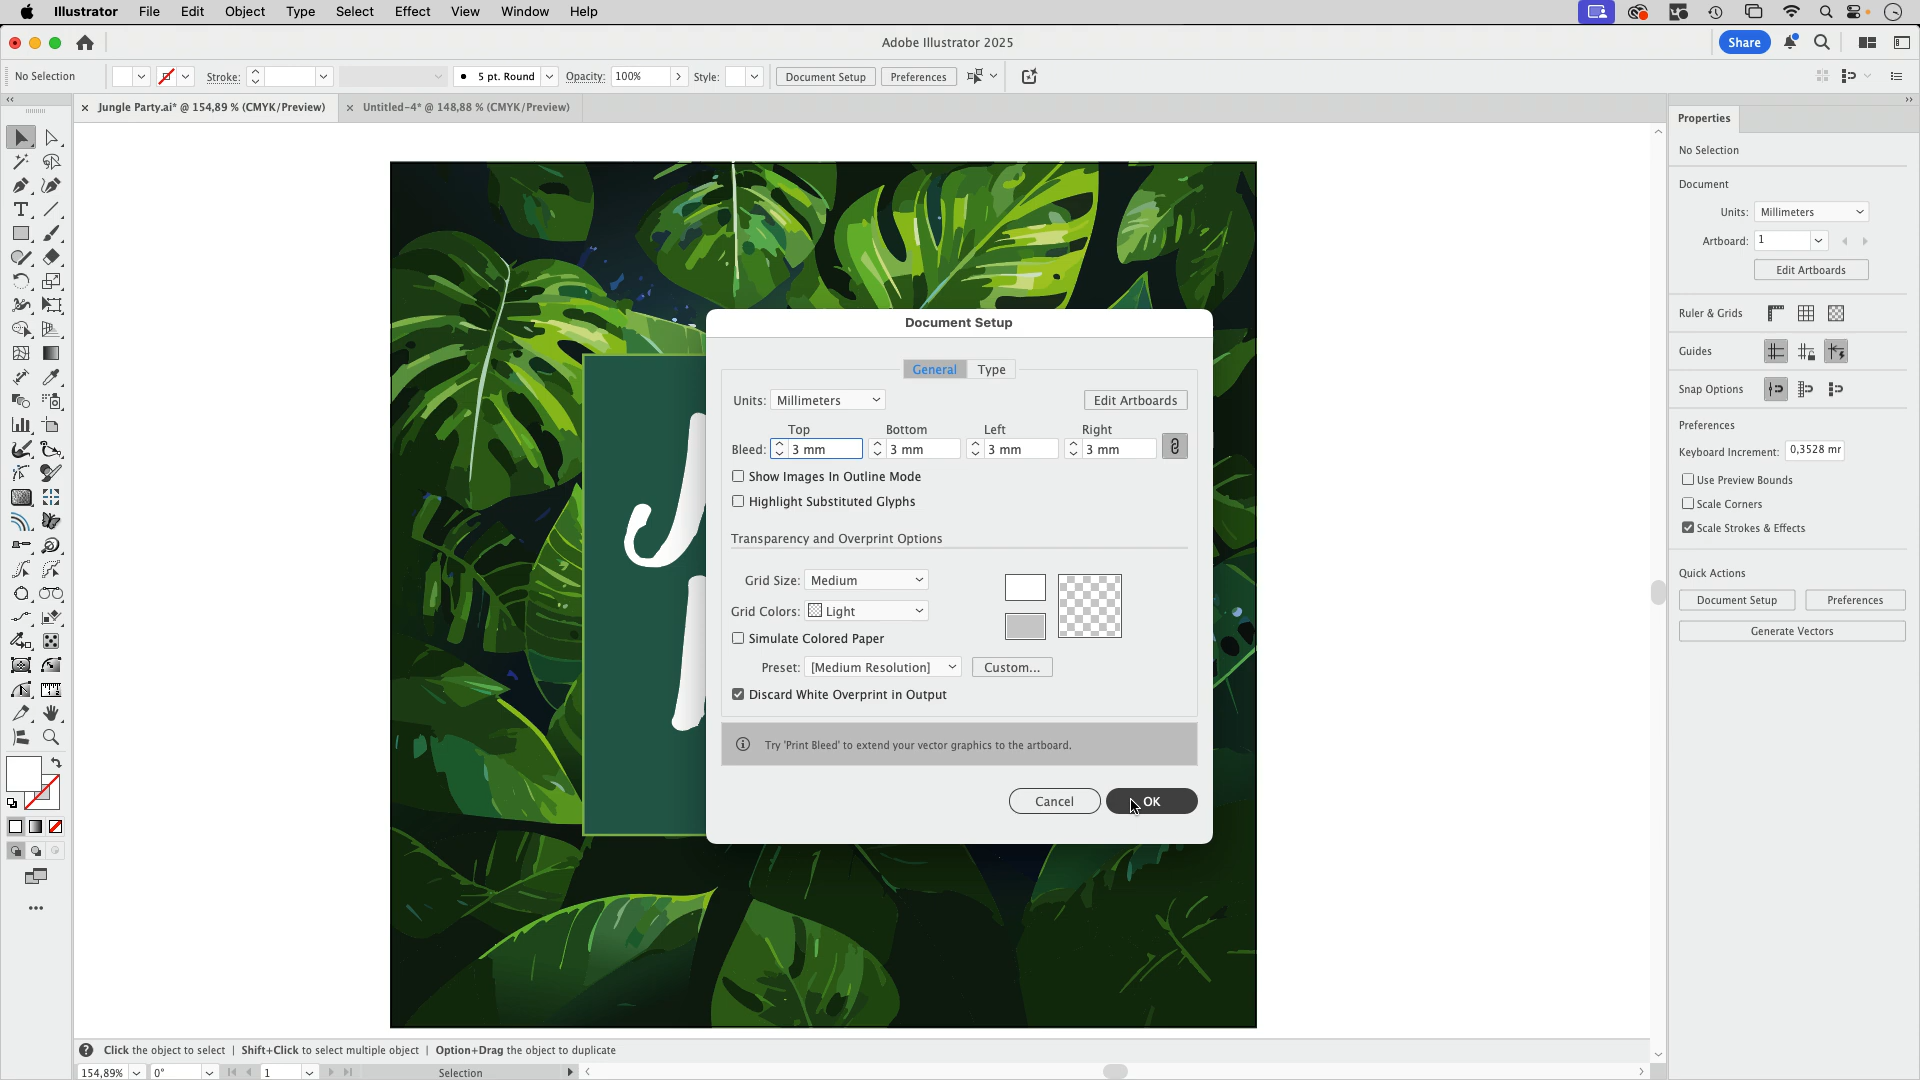 Illustrator File Edit Object Type Select Effect View Window Help
Adobe Illustrator 2025
Share
No Selection
Stroke:
5 pt. Round
Opacity: 100%
Style:
Document Setup
Preferences
Jungle Party.ai* @ 154,89 % (CMYK/Preview)
Untitled-4* @ 148,88 % (CMYK/Preview)
Properties
No Selection
Document
Units: Millimeters
Artboard: 1
Edit Artboards
Ruler & Grids
Guides
Snap Options
Preferences
Keyboard Increment: 0,3528 mr
Use Preview Bounds
Scale Corners
Scale Strokes & Effects
Quick Actions
Document Setup
Preferences
Generate Vectors
Document Setup
General Type
Units: Millimeters
Edit Artboards
Top Bottom Left Right
Bleed: 3 mm 3 mm 3 mm 3 mm
Show Images In Outline Mode
Highlight Substituted Glyphs
Transparency and Overprint Options
Grid Size: Medium
Grid Colors: Light
Simulate Colored Paper
Preset: [Medium Resolution] Custom...
Discard White Overprint in Output
Try 'Print Bleed' to extend your vector graphics to the artboard.
Cancel OK
J
Click the object to select | Shift+Click to select multiple object | Option+Drag the object to duplicate
154,89% 0° 1 Selection